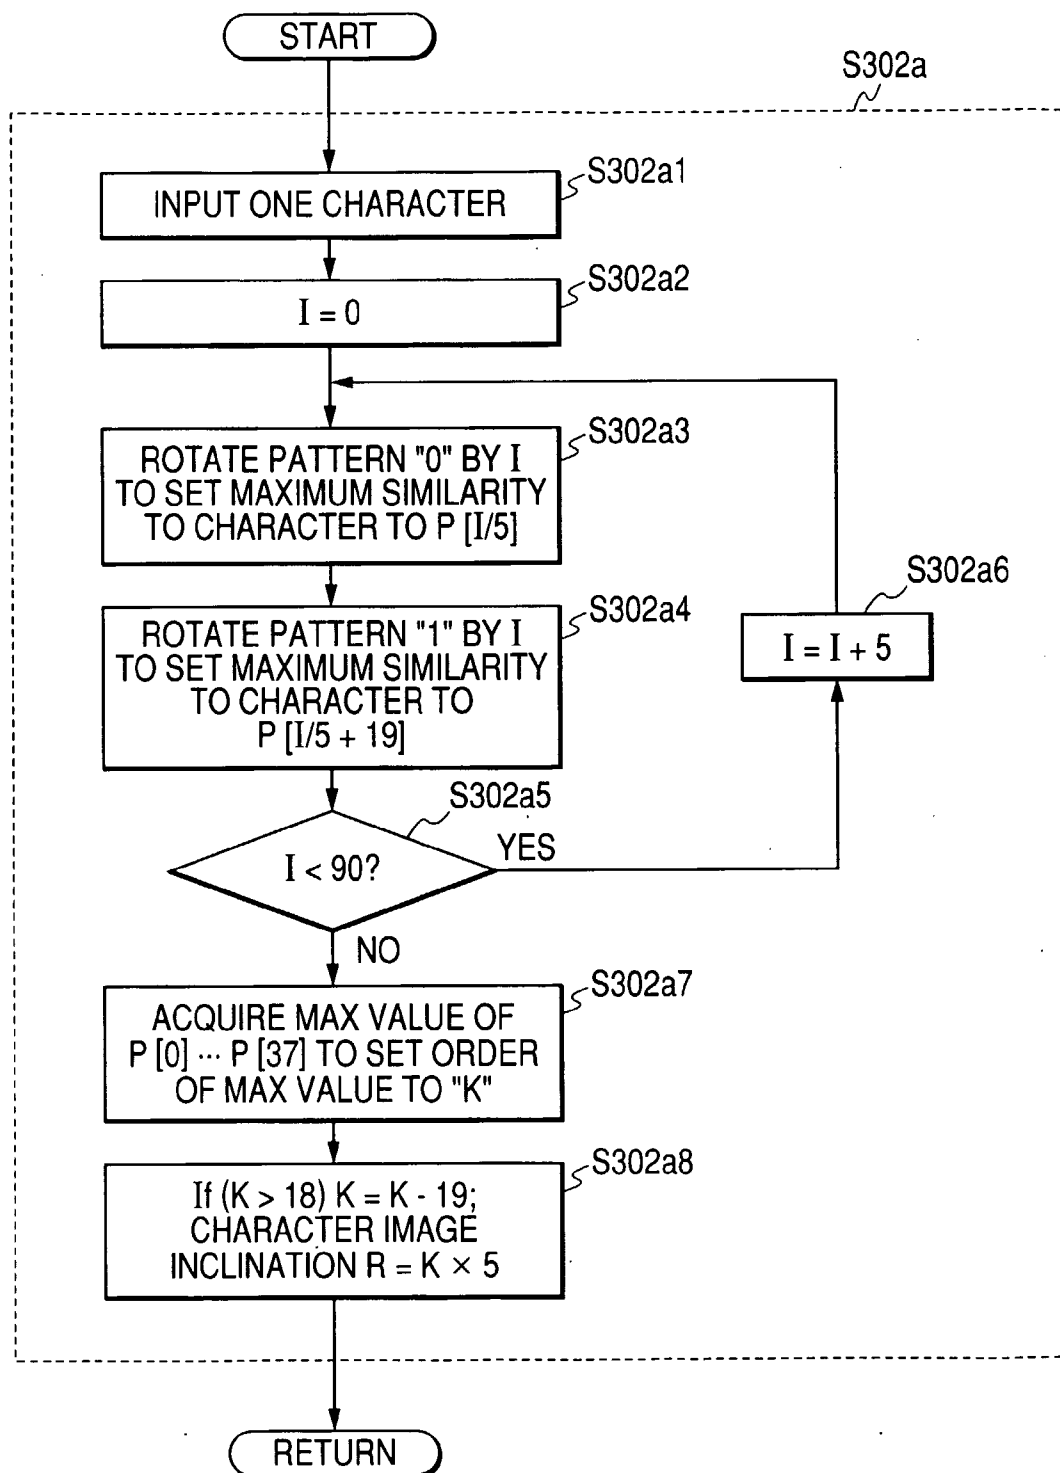 START
S302a
S302a1
INPUT ONE CHARACTER
S302a2
I = 0
S302a3
ROTATE PATTERN "0" BY I
TO SET MAXIMUM SIMILARITY
TO CHARACTER TO P [I/5]
S302a4
ROTATE PATTERN "1" BY I
TO SET MAXIMUM SIMILARITY
TO CHARACTER TO
P [I/5 + 19]
S302a6
I = I + 5
S302a5
I < 90?
YES
NO
S302a7
ACQUIRE MAX VALUE OF
P [0] ··· P [37] TO SET ORDER
OF MAX VALUE TO "K"
S302a8
If (K > 18) K = K - 19;
CHARACTER IMAGE
INCLINATION R = K × 5
RETURN